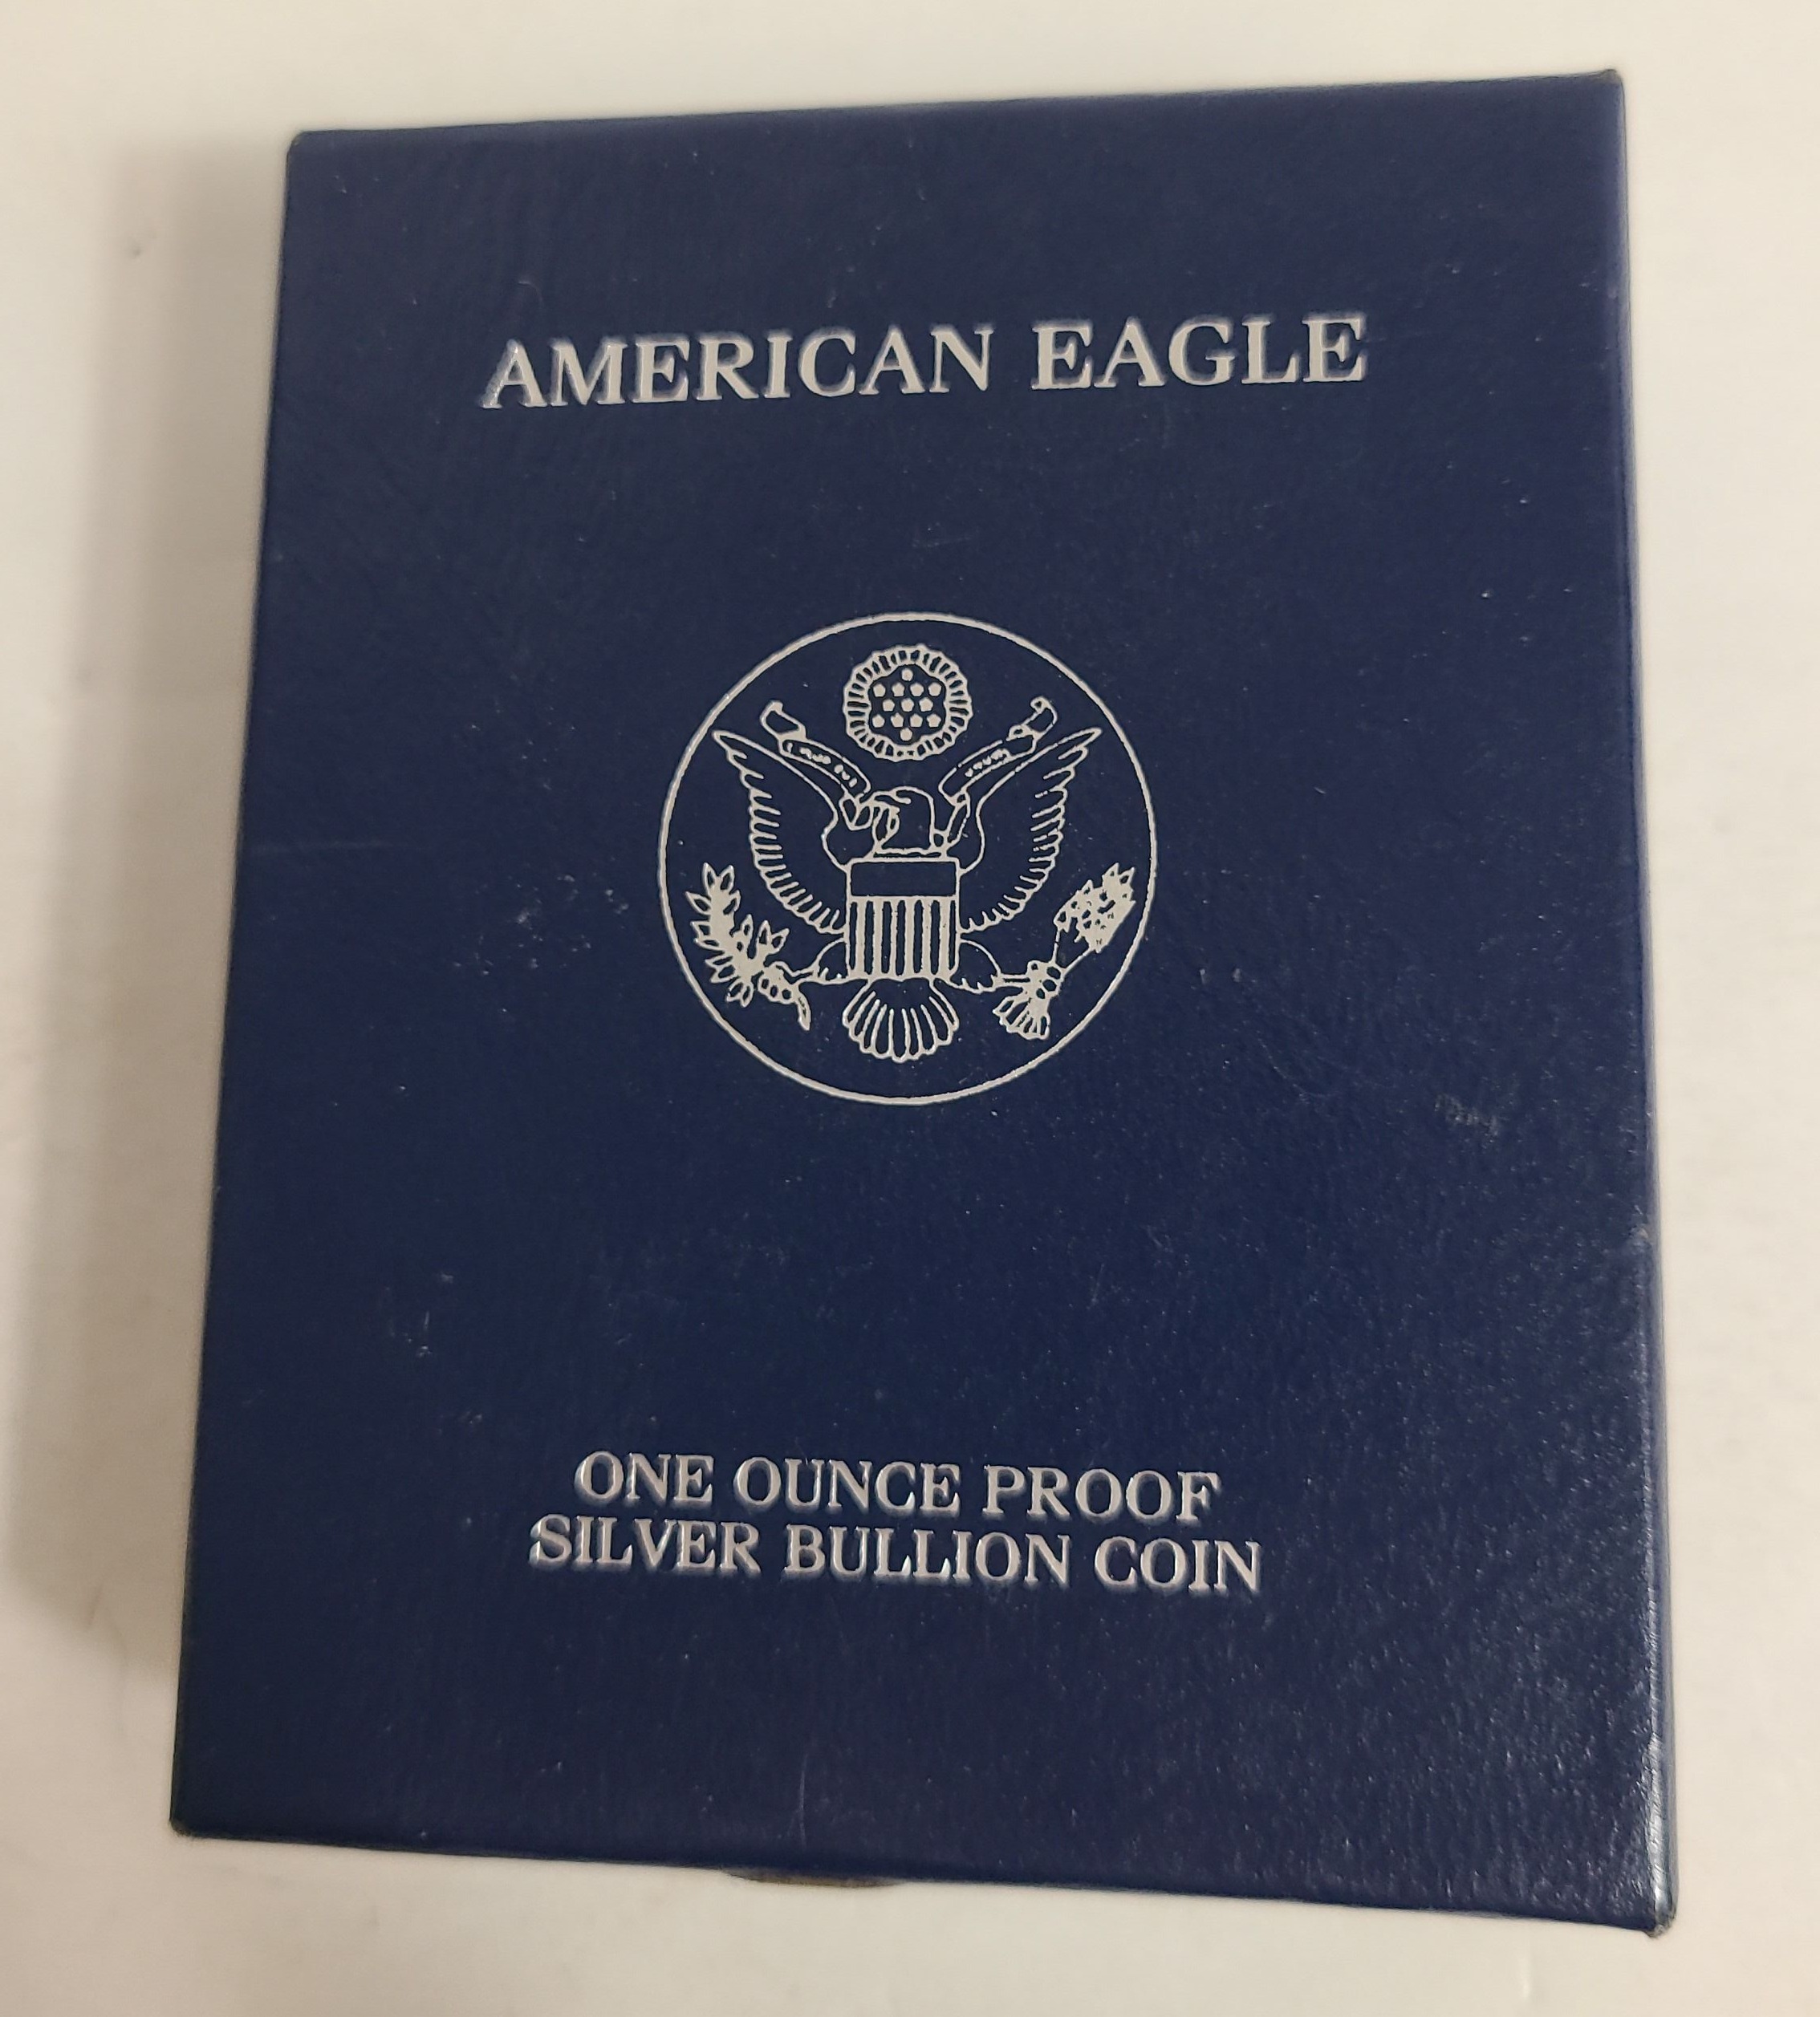 AMERICAN EAGLE
ONE OUNCE PROOF
SILVER BULLION COIN